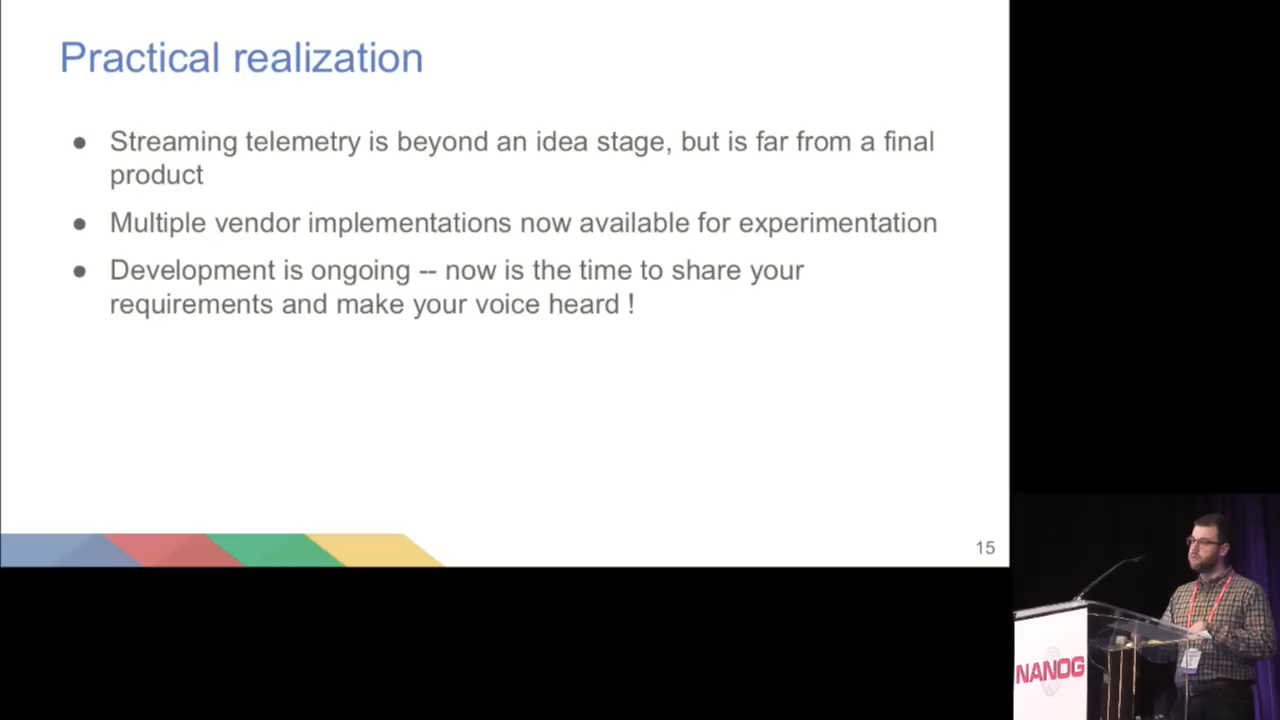 Practical realization
● Streaming telemetry is beyond an idea stage, but is far from a final
product
● Multiple vendor implementations now available for experimentation
● Development is ongoing -- now is the time to share your
requirements and make your voice heard !
15
NANOG